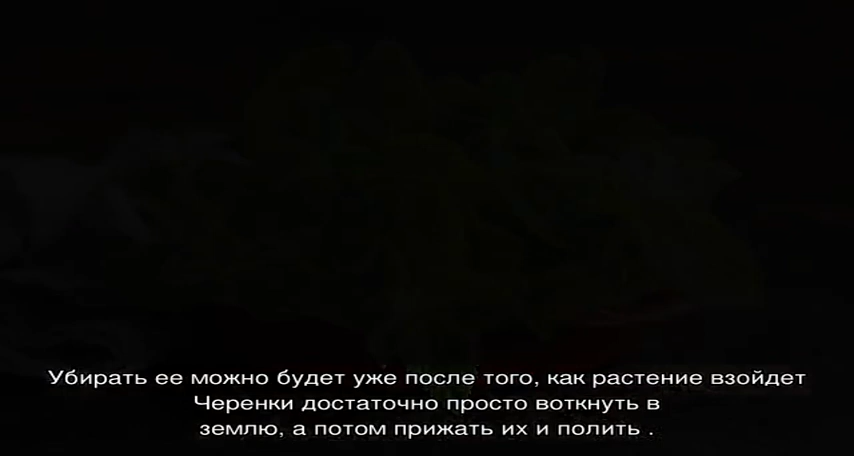 Убирать ее можно будет уже после того, как растение взойдет
Черенки достаточно просто воткнуть в
землю, а потом прижать их и полить .